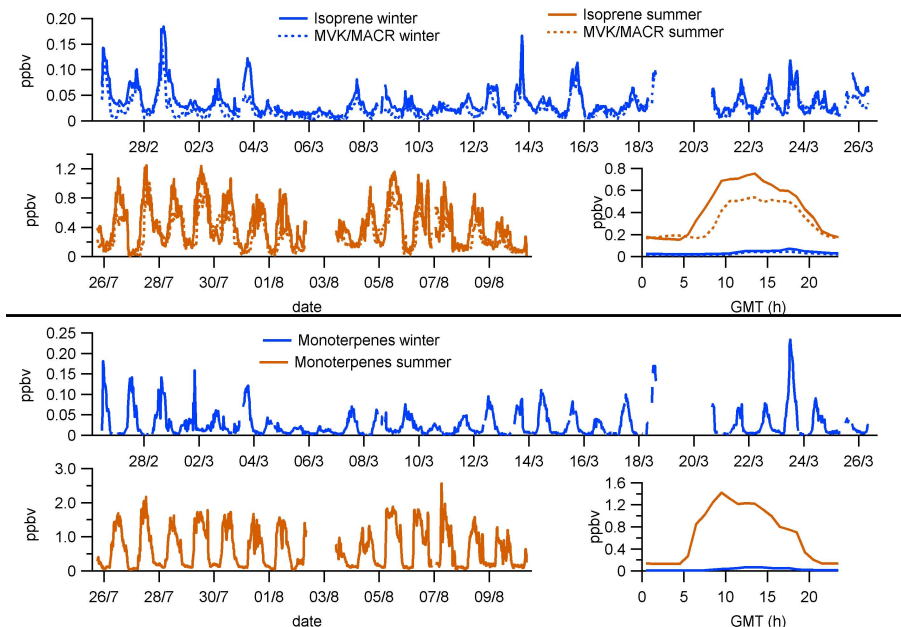 Isoprene winter
MVK/MACR winter
Isoprene summer
MVK/MACR summer
ppbv
0.20
0.15
0.10
0.05
0
28/2 02/3 04/3 06/3 08/3 10/3 12/3 14/3 16/3 18/3 20/3 22/3 24/3 26/3
ppbv
1.2
0.8
0.4
0
26/7 28/7 30/7 01/8 03/8 05/8 07/8 09/8
date
ppbv
0.8
0.6
0.4
0.2
0
0 5 10 15 20
GMT (h)
Monoterpenes winter
Monoterpenes summer
ppbv
0.25
0.20
0.15
0.10
0.05
0
28/2 02/3 04/3 06/3 08/3 10/3 12/3 14/3 16/3 18/3 20/3 22/3 24/3 26/3
ppbv
3.0
2.0
1.0
0
26/7 28/7 30/7 01/8 03/8 05/8 07/8 09/8
date
ppbv
1.6
1.2
0.8
0.4
0
0 5 10 15 20
GMT (h)